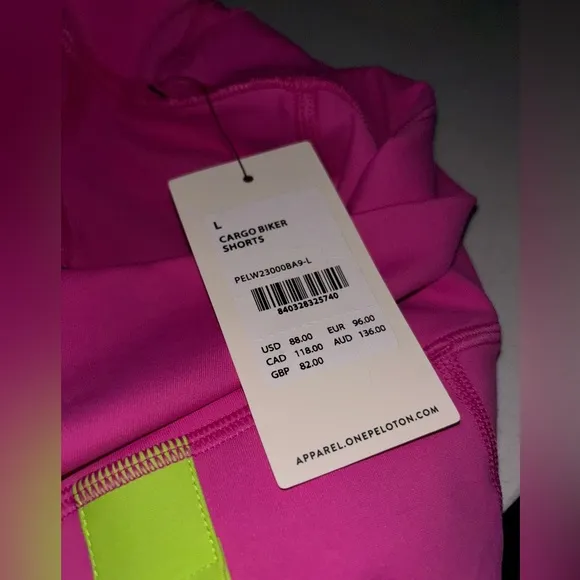 L
CARGO BIKER
SHORTS
PELW23000BA9-L
840328325740
USD 88.00 EUR 96.00
CAD 118.00 AUD 136.00
GBP 82.00
APPAREL.ONEPELOTON.COM